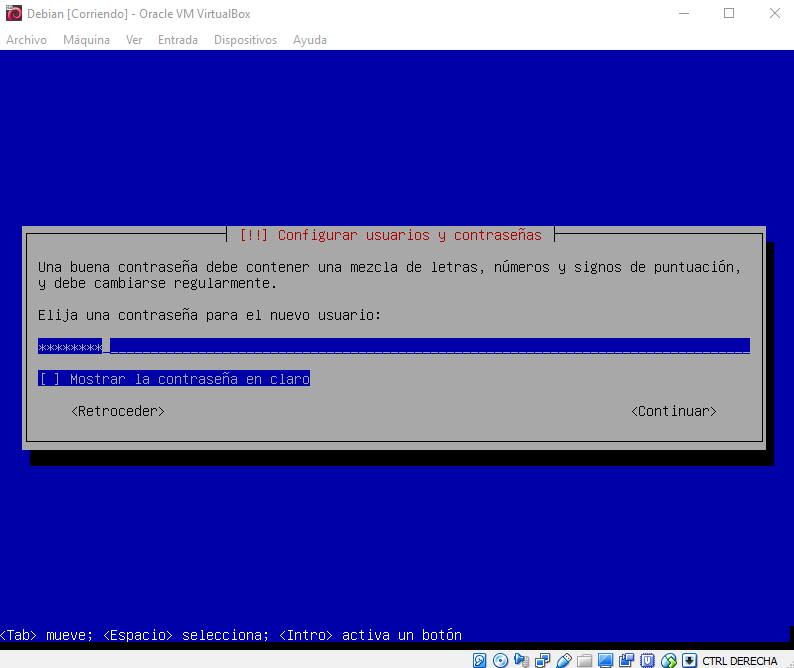 Debian [Corriendo] - Oracle VM VirtualBox
Archivo Máquina Ver Entrada Dispositivos Ayuda
[!!] Configurar usuarios y contraseñas
Una buena contraseña debe contener una mezcla de letras, números y signos de puntuación,
y debe cambiarse regularmente.
Elija una contraseña para el nuevo usuario:
********
[ ] Mostrar la contraseña en claro
<Retroceder> <Continuar>
<Tab> mueve; <Espacio> selecciona; <Intro> activa un botón
CTRL DERECHA